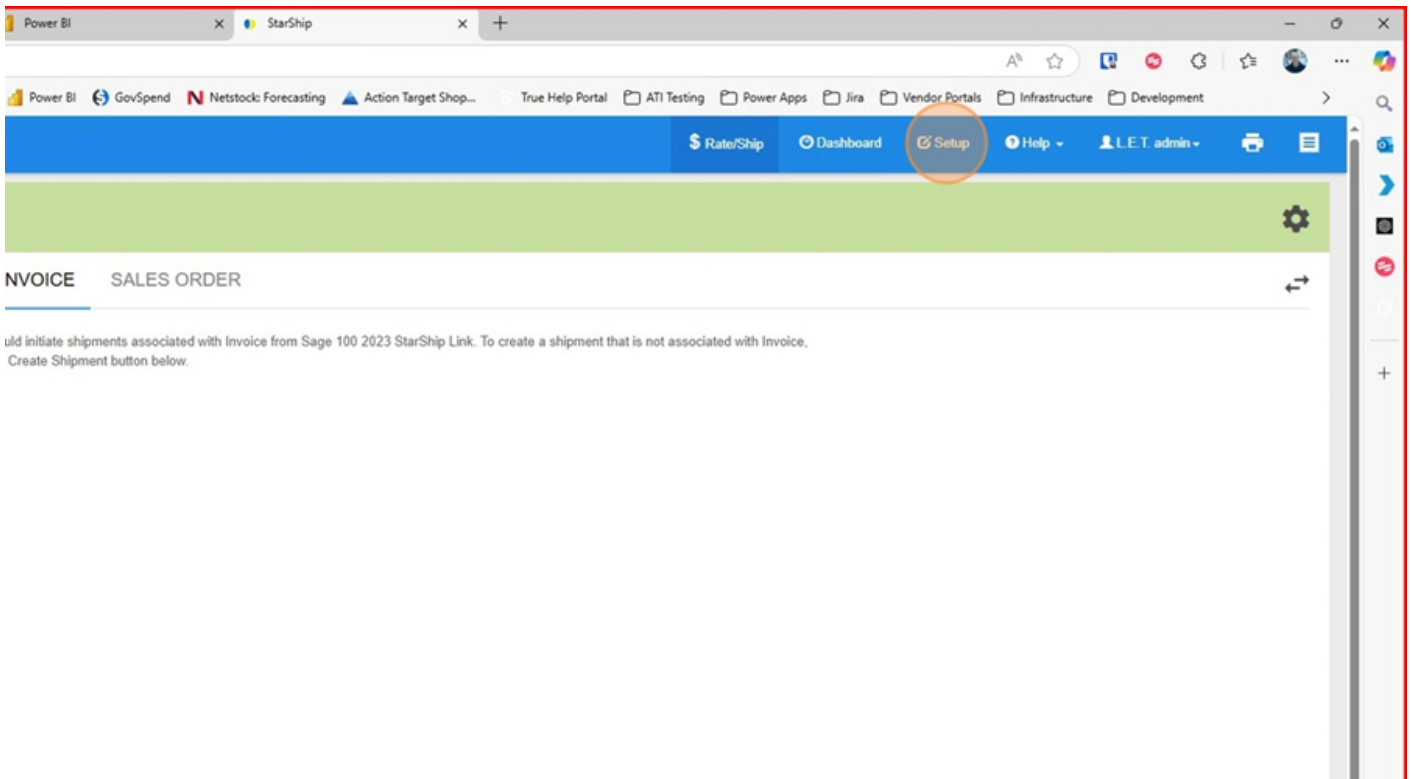 Power BI
StarShip
Power BI GovSpend Netstock: Forecasting Action Target Shop... True Help Portal ATI Testing Power Apps Jira Vendor Portals Infrastructure Development
$ Rate/Ship Dashboard Setup Help L.E.T. admin
NVOICE SALES ORDER
uld initiate shipments associated with Invoice from Sage 100 2023 StarShip Link. To create a shipment that is not associated with Invoice,
Create Shipment button below.